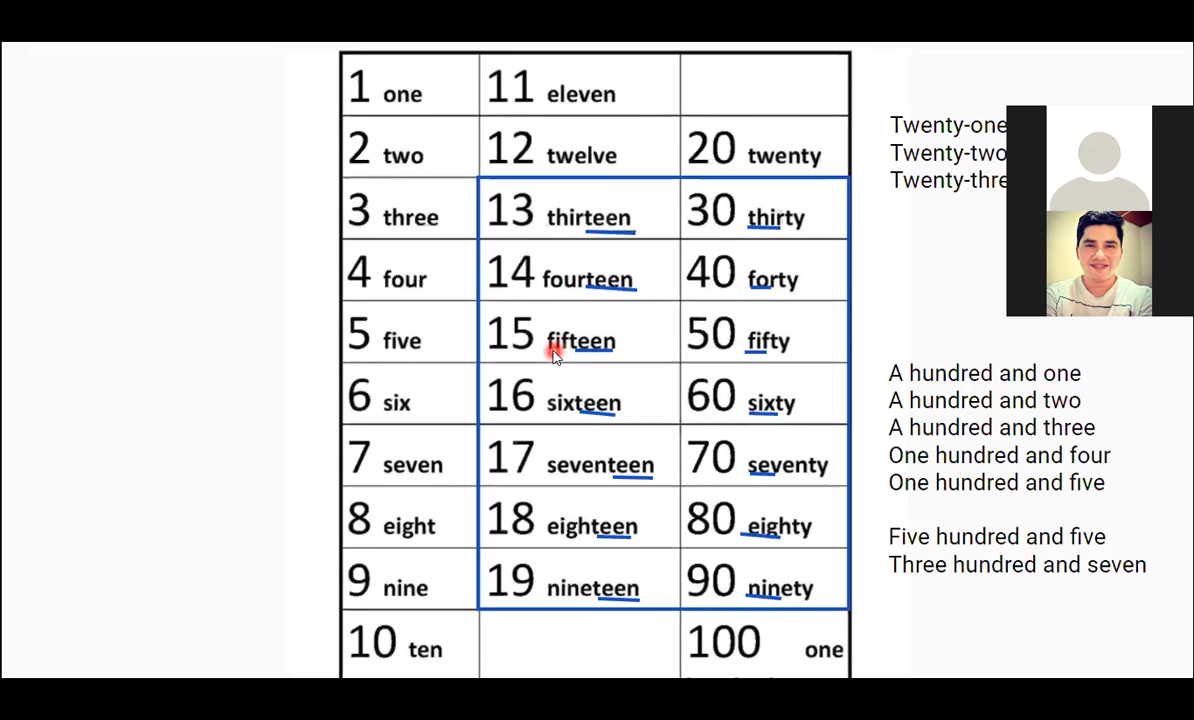 1 one 11 eleven
2 two 12 twelve 20 twenty
3 three 13 thirteen 30 thirty
4 four 14 fourteen 40 forty
5 five 15 fifteen 50 fifty
6 six 16 sixteen 60 sixty
7 seven 17 seventeen 70 seventy
8 eight 18 eighteen 80 eighty
9 nine 19 nineteen 90 ninety
10 ten 100 one
Twenty-one
Twenty-two
Twenty-thre
A hundred and one
A hundred and two
A hundred and three
One hundred and four
One hundred and five
Five hundred and five
Three hundred and seven